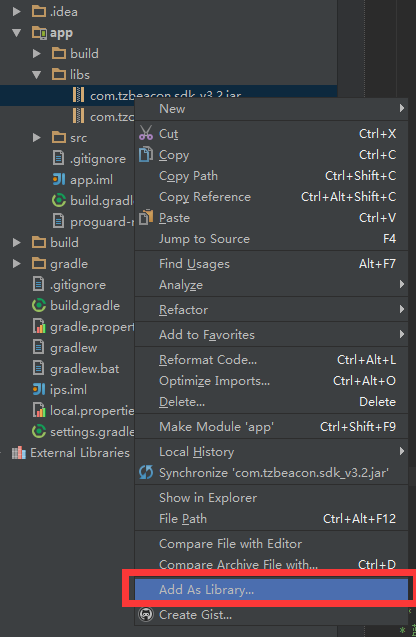 .idea
app
build
libs
com.tzbeacon.sdk_v3.2.jar
com.tzc
src
.gitignore
app.iml
build.gradle
proguard-r
build
gradle
.gitignore
build.gradle
gradle.proper
gradlew
gradlew.bat
ips.iml
local.propertie
settings.gradle
External Libraries
New
Cut Ctrl+X
Copy Ctrl+C
Copy Path Ctrl+Shift+C
Copy Reference Ctrl+Alt+Shift+C
Paste Ctrl+V
Jump to Source F4
Find Usages Alt+F7
Analyze
Refactor
Add to Favorites
Reformat Code... Ctrl+Alt+L
Optimize Imports... Ctrl+Alt+O
Delete... Delete
Make Module 'app' Ctrl+Shift+F9
Local History
Synchronize 'com.tzbeacon.sdk_v3.2.jar'
Show in Explorer
File Path Ctrl+Alt+F12
Compare File with Editor
Compare Archive File with... Ctrl+D
Add As Library...
Create Gist...